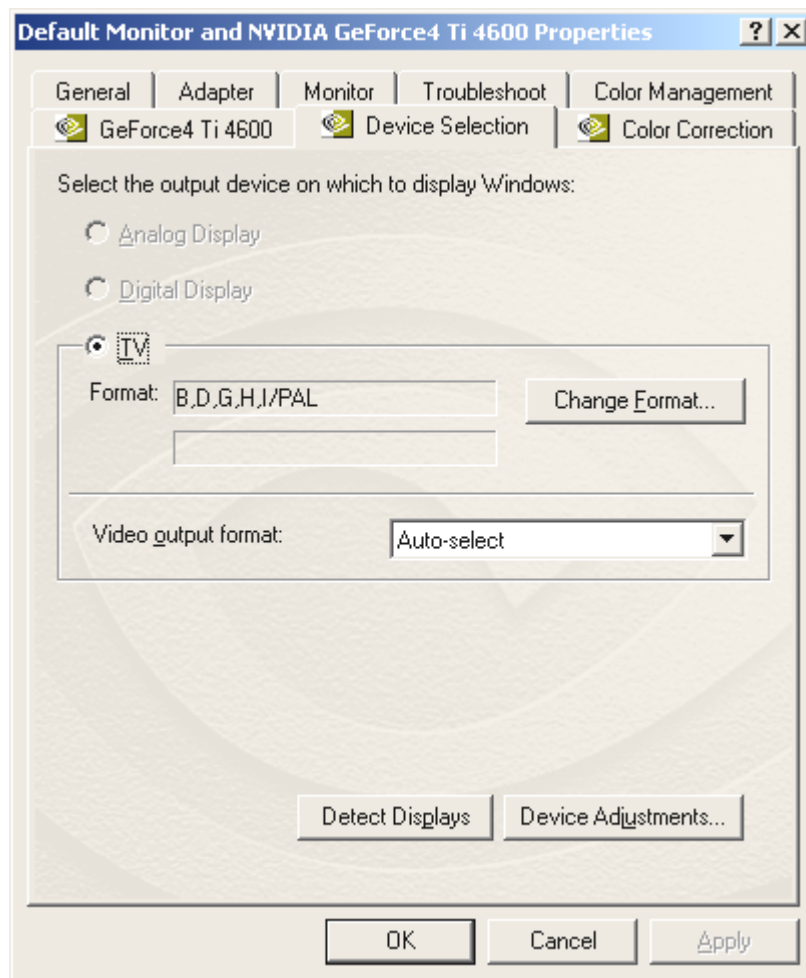 Default Monitor and NVIDIA GeForce4 Ti 4600 Properties
General Adapter Monitor Troubleshoot Color Management
GeForce4 Ti 4600 Device Selection Color Correction
Select the output device on which to display Windows:
Analog Display
Digital Display
TV
Format: B,D,G,H,I/PAL Change Format...
Video output format: Auto-select
Detect Displays Device Adjustments...
OK Cancel Apply